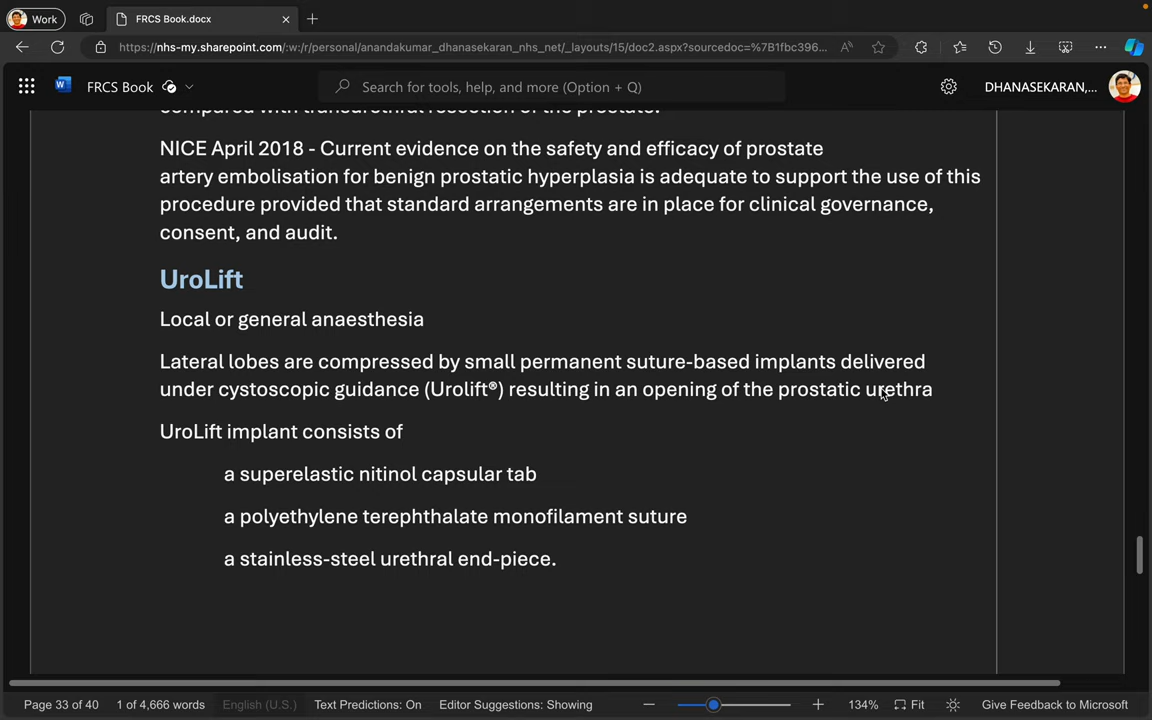 Work
FRCS Book.docx
https://nhs-my.sharepoint.com/:w:/r/personal/anandakumar_dhanasekaran_nhs_net/_layouts/15/doc2.aspx?sourcedoc=%7B1fbc396...
FRCS Book
Search for tools, help, and more (Option + Q)
DHANASEKARAN,...
compared with transurethral resection of the prostate.
NICE April 2018 - Current evidence on the safety and efficacy of prostate
artery embolisation for benign prostatic hyperplasia is adequate to support the use of this
procedure provided that standard arrangements are in place for clinical governance,
consent, and audit.
UroLift
Local or general anaesthesia
Lateral lobes are compressed by small permanent suture-based implants delivered
under cystoscopic guidance (Urolift®) resulting in an opening of the prostatic urethra
UroLift implant consists of
a superelastic nitinol capsular tab
a polyethylene terephthalate monofilament suture
a stainless-steel urethral end-piece.
Page 33 of 40 1 of 4,666 words English (U.S.) Text Predictions: On Editor Suggestions: Showing 134% Fit Give Feedback to Microsoft